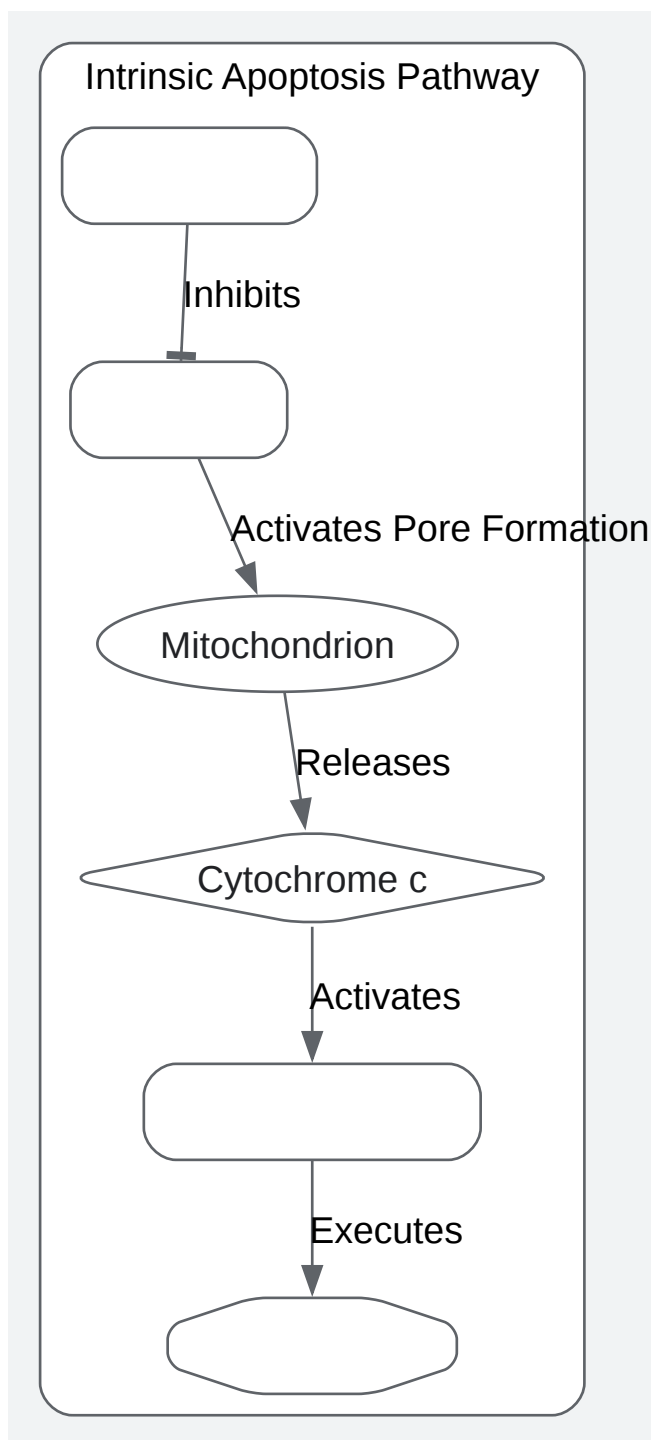 Intrinsic Apoptosis Pathway
Inhibits
Activates Pore Formation
Mitochondrion
Releases
Cytochrome c
Activates
Executes